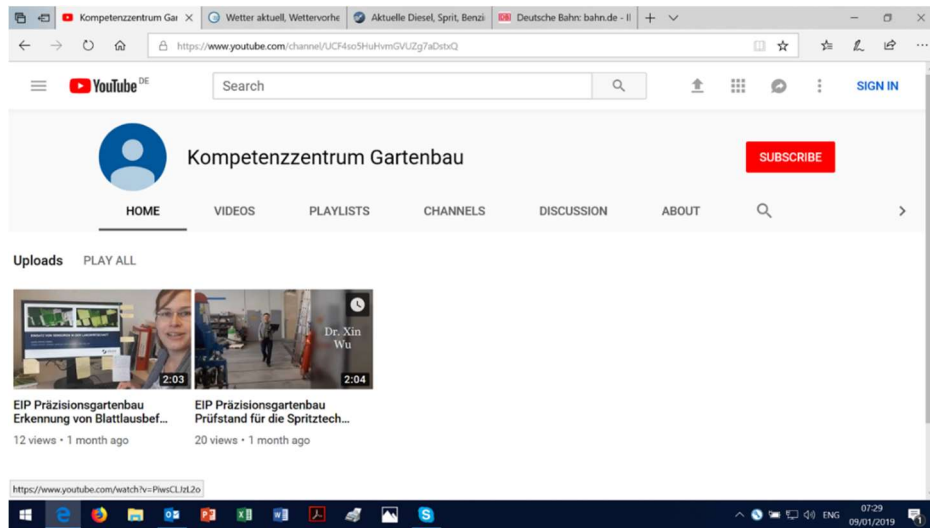 Kompetenzzentrum Gar
Wetter aktuell, Wettervorhe
Aktuelle Diesel, Sprit, Benzi
Deutsche Bahn: bahn.de - II
https://www.youtube.com/channel/UCF4so5HuHvmGVUZg7aDstxQ
YouTube DE
Search
SIGN IN
Kompetenzzentrum Gartenbau
SUBSCRIBE
HOME VIDEOS PLAYLISTS CHANNELS DISCUSSION ABOUT
Uploads PLAY ALL
2:03
Dr. Xin
Wu
2:04
EIP Präzisionsgartenbau
Erkennung von Blattlausbef...
12 views • 1 month ago
EIP Präzisionsgartenbau
Prüfstand für die Spritztech...
20 views • 1 month ago
https://www.youtube.com/watch?v=PiwsCLJzL2o
ENG
07:29
09/01/2019